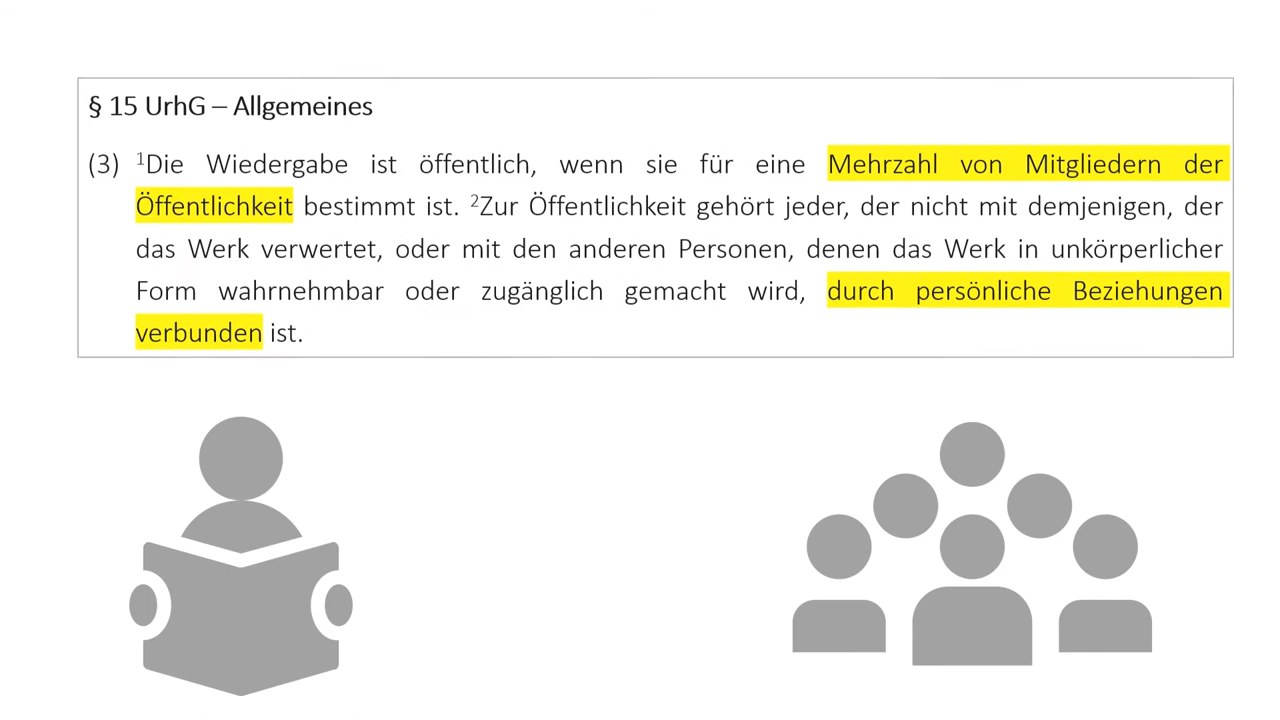 § 15 UrhG – Allgemeines
(3) ¹Die Wiedergabe ist öffentlich, wenn sie für eine Mehrzahl von Mitgliedern der
Öffentlichkeit bestimmt ist. ²Zur Öffentlichkeit gehört jeder, der nicht mit demjenigen, der
das Werk verwertet, oder mit den anderen Personen, denen das Werk in unkörperlicher
Form wahrnehmbar oder zugänglich gemacht wird, durch persönliche Beziehungen
verbunden ist.